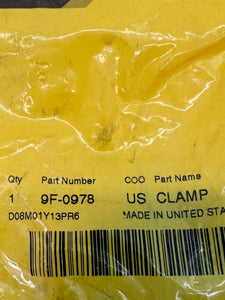 Qty Part Number COO Part Name
1 9F-0978 US CLAMP
D08M01Y13PR6 MADE IN UNITED STA